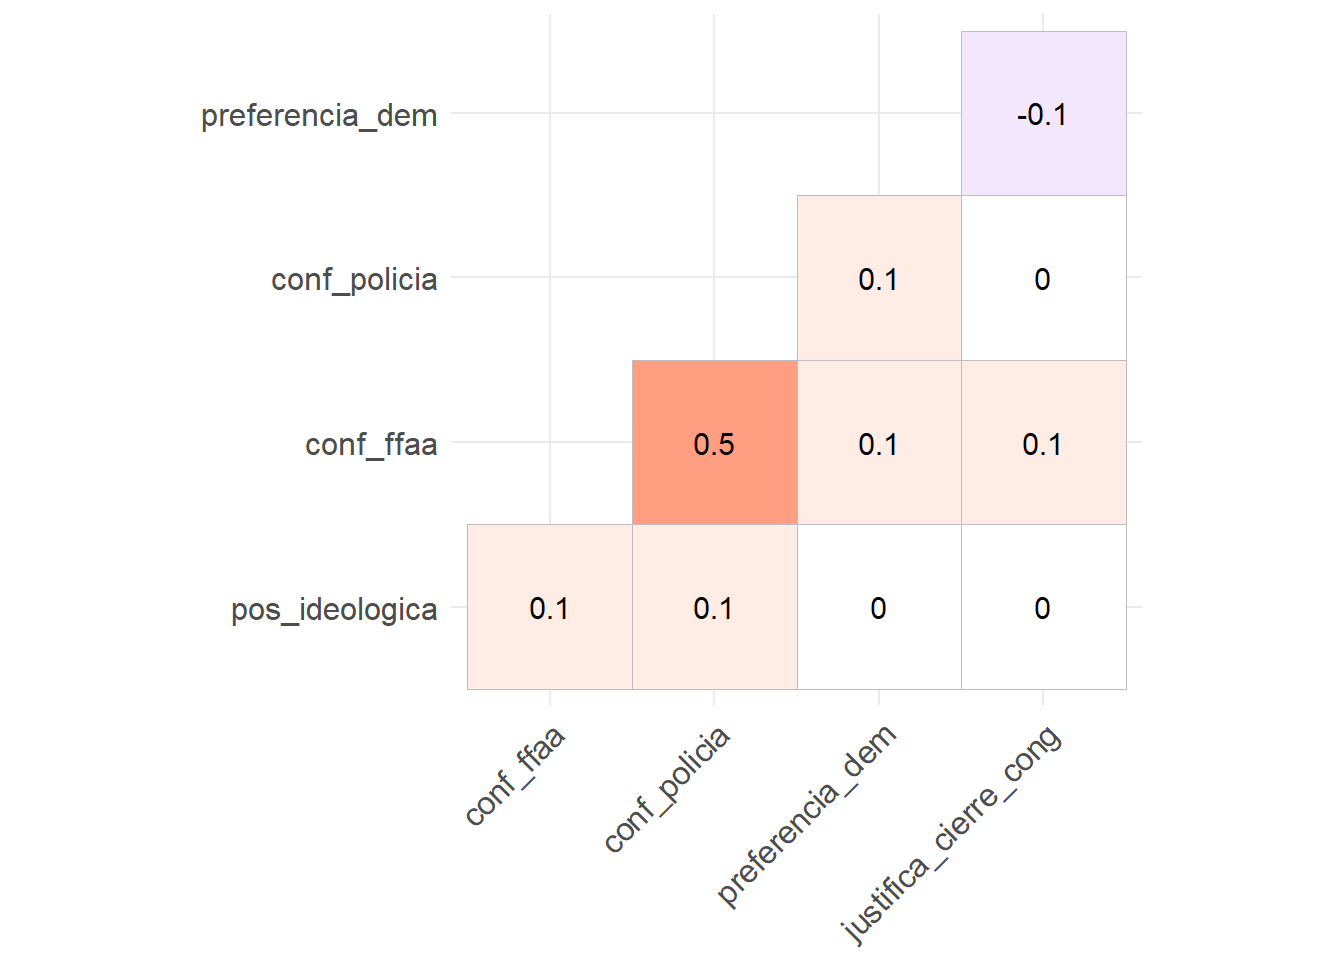 preferencia_dem -0.1
conf_policia 0.1 0
conf_ffaa 0.5 0.1 0.1
pos_ideologica 0.1 0.1 0 0
conf_ffaa
conf_policia
preferencia_dem
justifica_cierre_cong